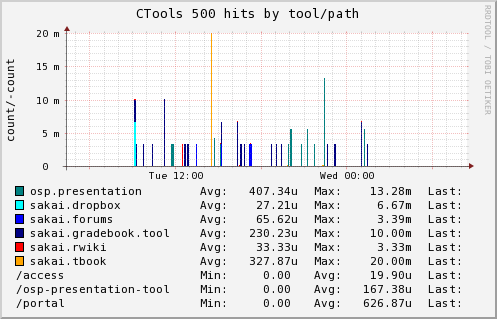 CTools 500 hits by tool/path
RRDTOOL / TOBI OETIKER
count/-count
20 m
15 m
10 m
5 m
0
Tue 12:00 Wed 00:00
osp.presentation Avg: 407.34u Max: 13.28m Last:
sakai.dropbox Avg: 27.21u Max: 6.67m Last:
sakai.forums Avg: 65.62u Max: 3.39m Last:
sakai.gradebook.tool Avg: 230.23u Max: 10.00m Last:
sakai.rwiki Avg: 33.33u Max: 3.33m Last:
sakai.tbook Avg: 327.87u Max: 20.00m Last:
/access Min: 0.00 Avg: 19.90u Last:
/osp-presentation-tool Min: 0.00 Avg: 167.38u Last:
/portal Min: 0.00 Avg: 626.87u Last: